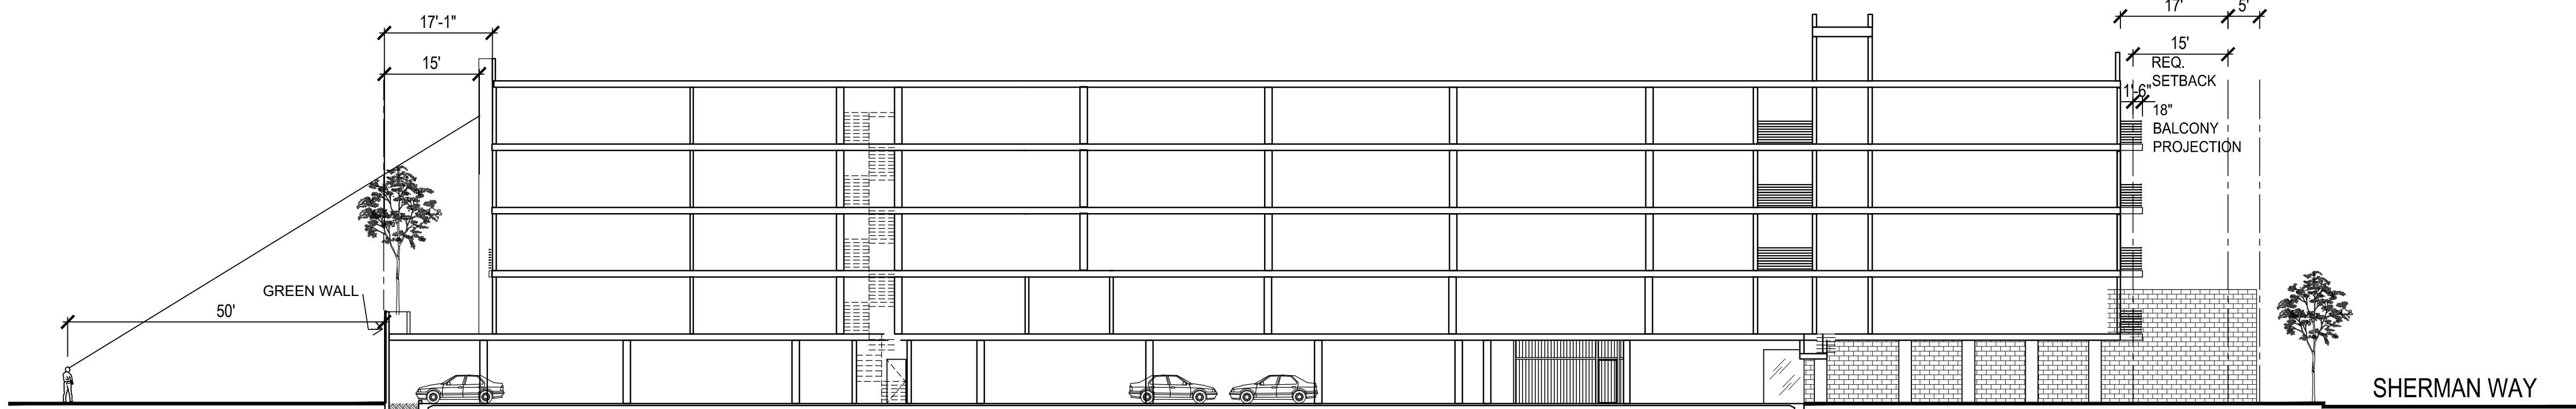 17'-1"
15'
50'
GREEN WALL
17'
5'
15'
REQ.
SETBACK
1'-6"
18"
BALCONY
PROJECTION
SHERMAN WAY